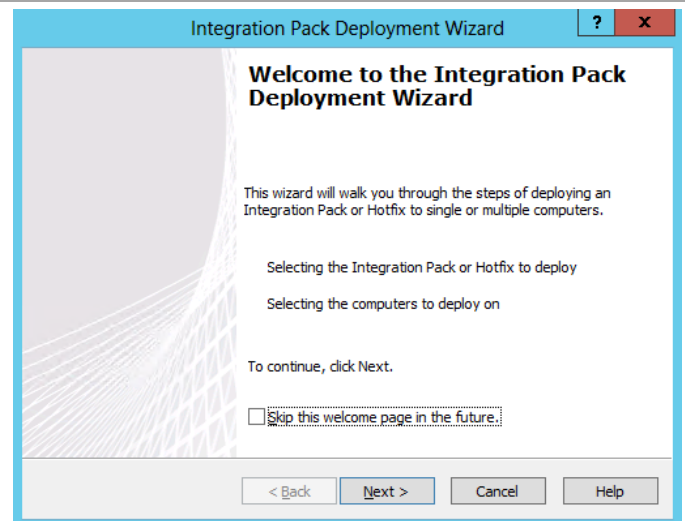 Integration Pack Deployment Wizard
? x
Welcome to the Integration Pack
Deployment Wizard
This wizard will walk you through the steps of deploying an
Integration Pack or Hotfix to single or multiple computers.
Selecting the Integration Pack or Hotfix to deploy
Selecting the computers to deploy on
To continue, click Next.
Skip this welcome page in the future.
< Back Next > Cancel Help